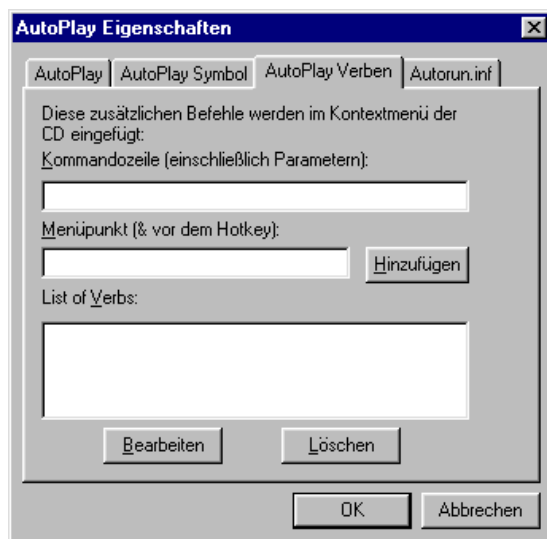 AutoPlay Eigenschaften
AutoPlay AutoPlay Symbol AutoPlay Verben Autorun.inf
Diese zusätzlichen Befehle werden im Kontextmenü der
CD eingefügt:
Kommandozeile (einschließlich Parametern):
Menüpunkt (& vor dem Hotkey):
Hinzufügen
List of Verbs:
Bearbeiten Löschen
OK Abbrechen